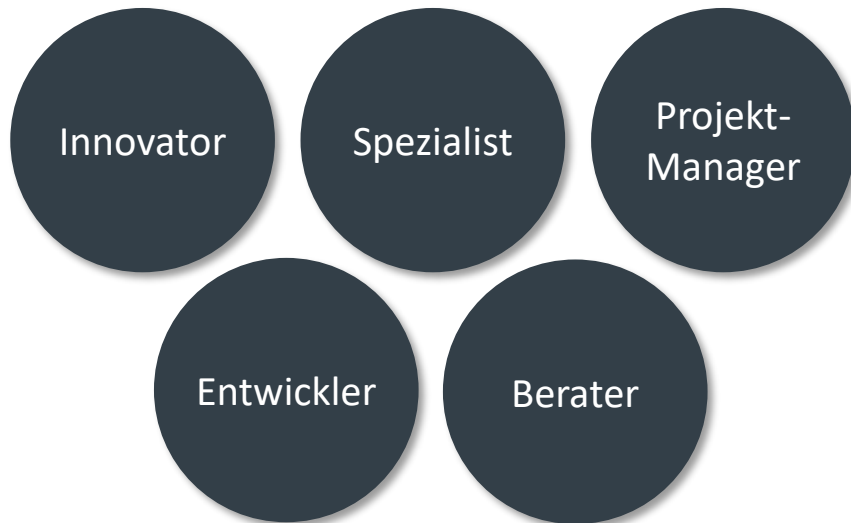 Innovator
Spezialist
Projekt-
Manager
Entwickler
Berater